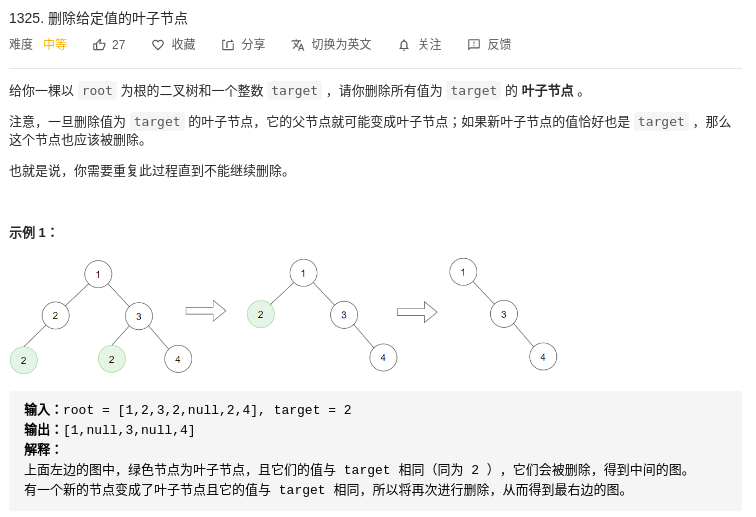 1325. 删除给定值的叶子节点
难度 中等 27 收藏 分享 切换为英文 关注 反馈
给你一棵以 root 为根的二叉树和一个整数 target ，请你删除所有值为 target 的 叶子节点 。
注意，一旦删除值为 target 的叶子节点，它的父节点就可能变成叶子节点；如果新叶子节点的值恰好也是 target ，那么
这个节点也应该被删除。
也就是说，你需要重复此过程直到不能继续删除。
示例 1：
1 1 1
2 3 2 3 3
2 2 4 4 4
输入：root = [1,2,3,2,null,2,4], target = 2
输出：[1,null,3,null,4]
解释：
上面左边的图中，绿色节点为叶子节点，且它们的值与 target 相同（同为 2 ），它们会被删除，得到中间的图。
有一个新的节点变成了叶子节点且它的值与 target 相同，所以将再次进行删除，从而得到最右边的图。